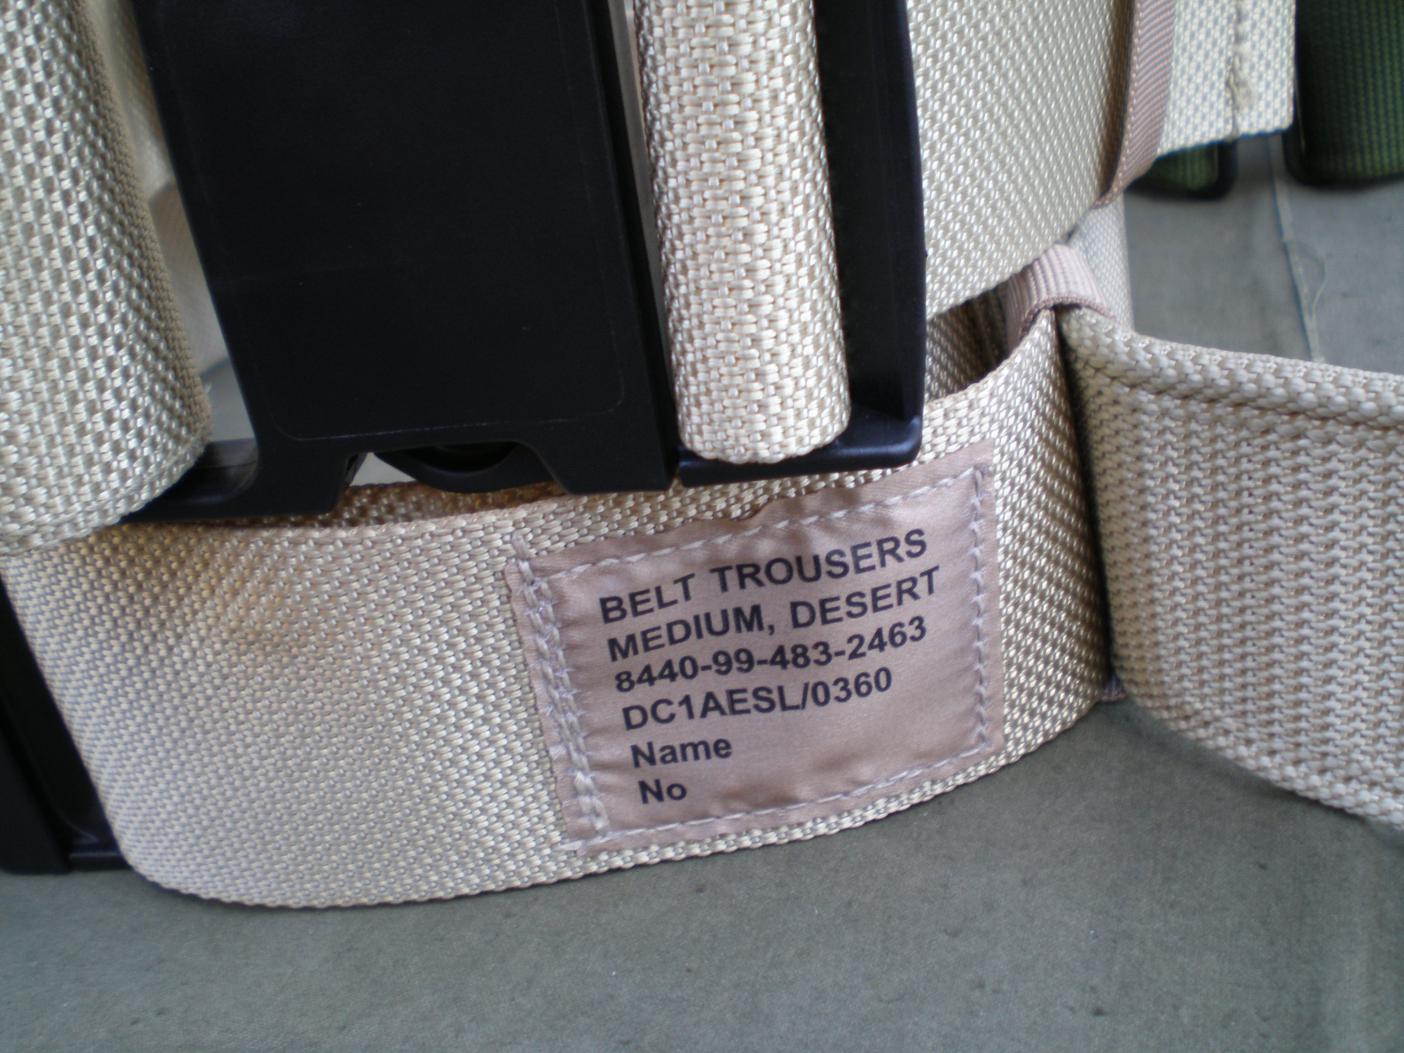 BELT TROUSERS
MEDIUM, DESERT
8440-99-483-2463
DC1AESL/0360
Name
No